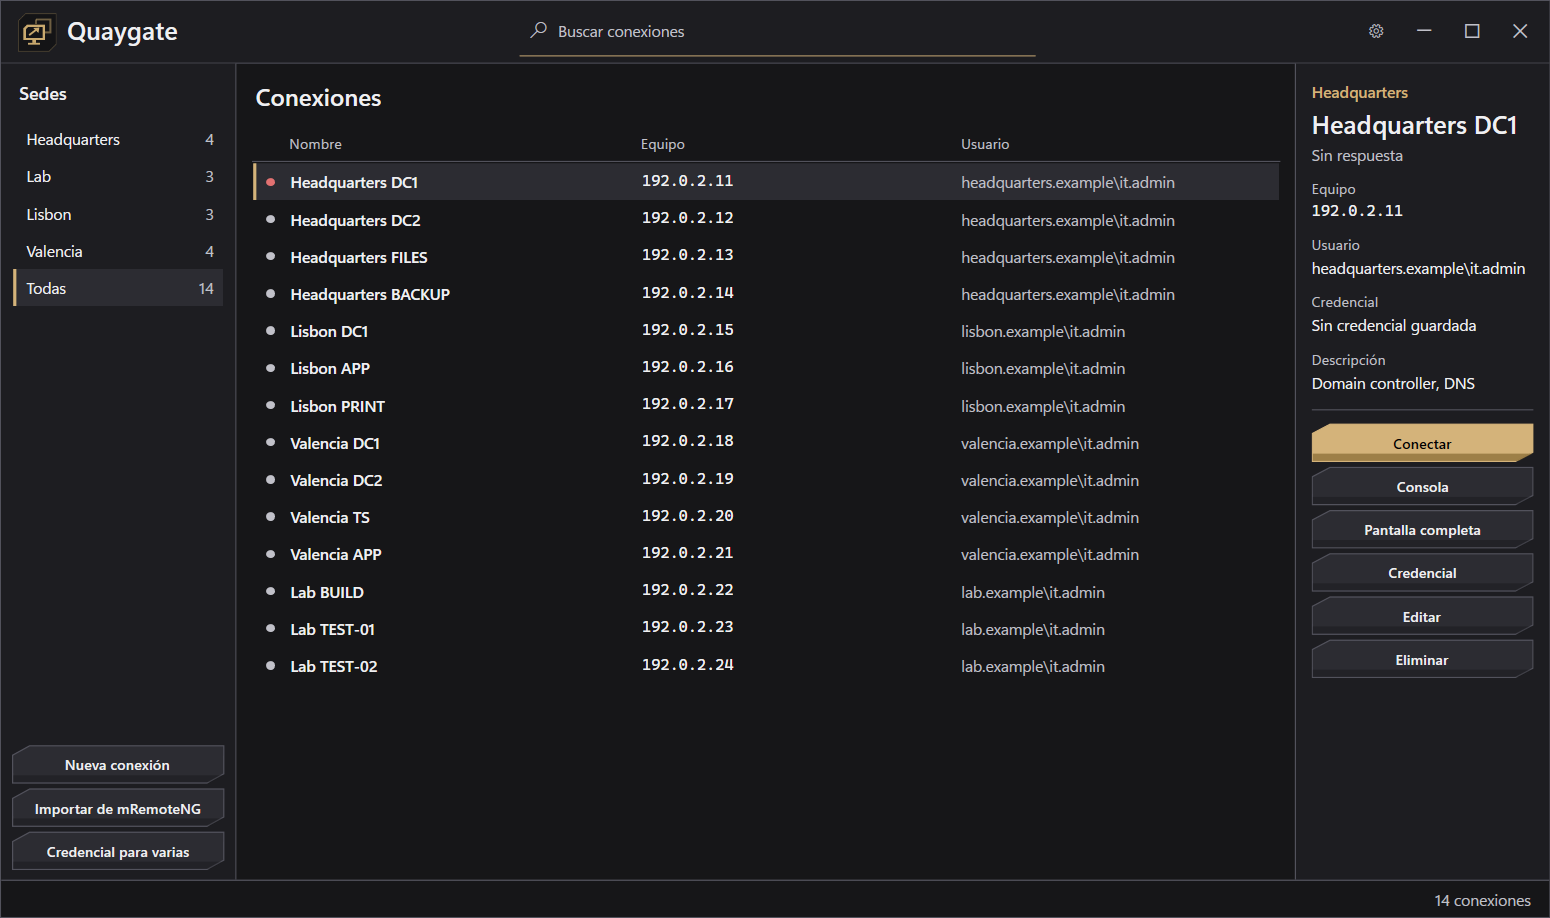 Quaygate
Buscar conexiones
Sedes
Headquarters 4
Lab 3
Lisbon 3
Valencia 4
Todas 14
Nueva conexión
Importar de mRemoteNG
Credencial para varias
Conexiones
Nombre Equipo Usuario
Headquarters DC1 192.0.2.11 headquarters.example\it.admin
Headquarters DC2 192.0.2.12 headquarters.example\it.admin
Headquarters FILES 192.0.2.13 headquarters.example\it.admin
Headquarters BACKUP 192.0.2.14 headquarters.example\it.admin
Lisbon DC1 192.0.2.15 lisbon.example\it.admin
Lisbon APP 192.0.2.16 lisbon.example\it.admin
Lisbon PRINT 192.0.2.17 lisbon.example\it.admin
Valencia DC1 192.0.2.18 valencia.example\it.admin
Valencia DC2 192.0.2.19 valencia.example\it.admin
Valencia TS 192.0.2.20 valencia.example\it.admin
Valencia APP 192.0.2.21 valencia.example\it.admin
Lab BUILD 192.0.2.22 lab.example\it.admin
Lab TEST-01 192.0.2.23 lab.example\it.admin
Lab TEST-02 192.0.2.24 lab.example\it.admin
Headquarters
Headquarters DC1
Sin respuesta
Equipo
192.0.2.11
Usuario
headquarters.example\it.admin
Credencial
Sin credencial guardada
Descripción
Domain controller, DNS
Conectar
Consola
Pantalla completa
Credencial
Editar
Eliminar
14 conexiones